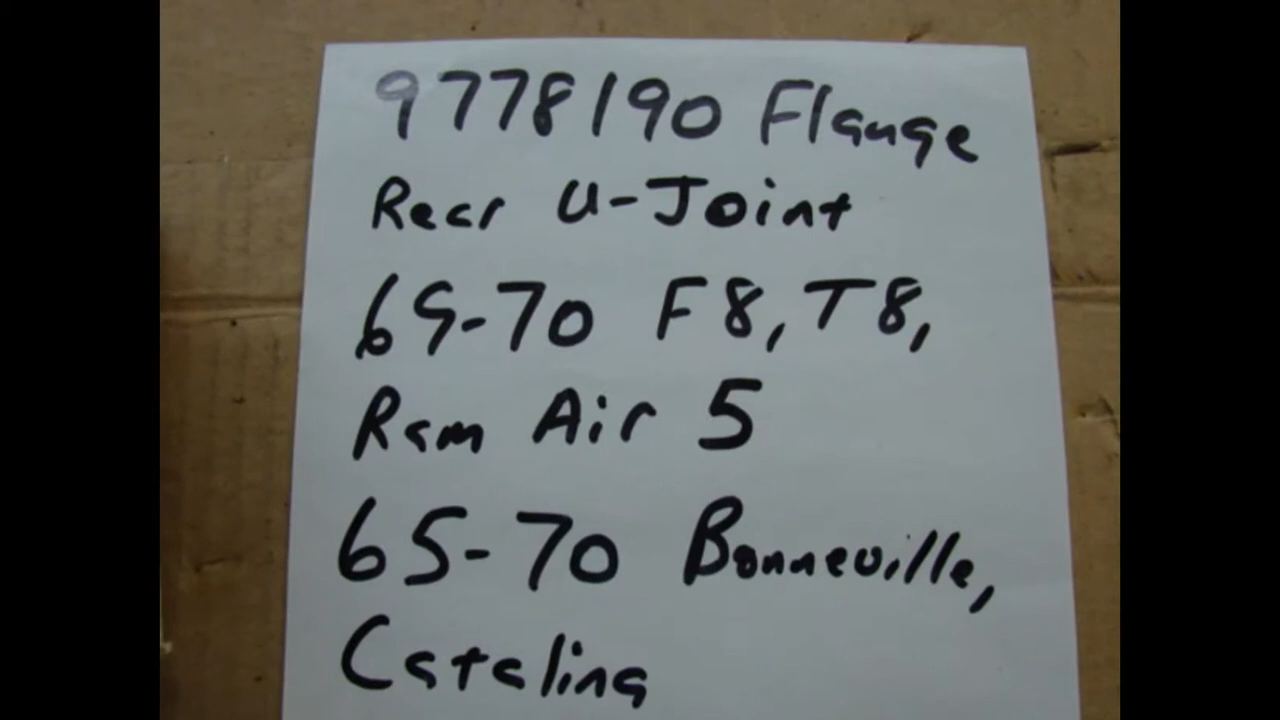 9778190 Flange
Rear U-Joint
69-70 F8, T8,
Ram Air 5
65-70 Bonneville,
Catalina